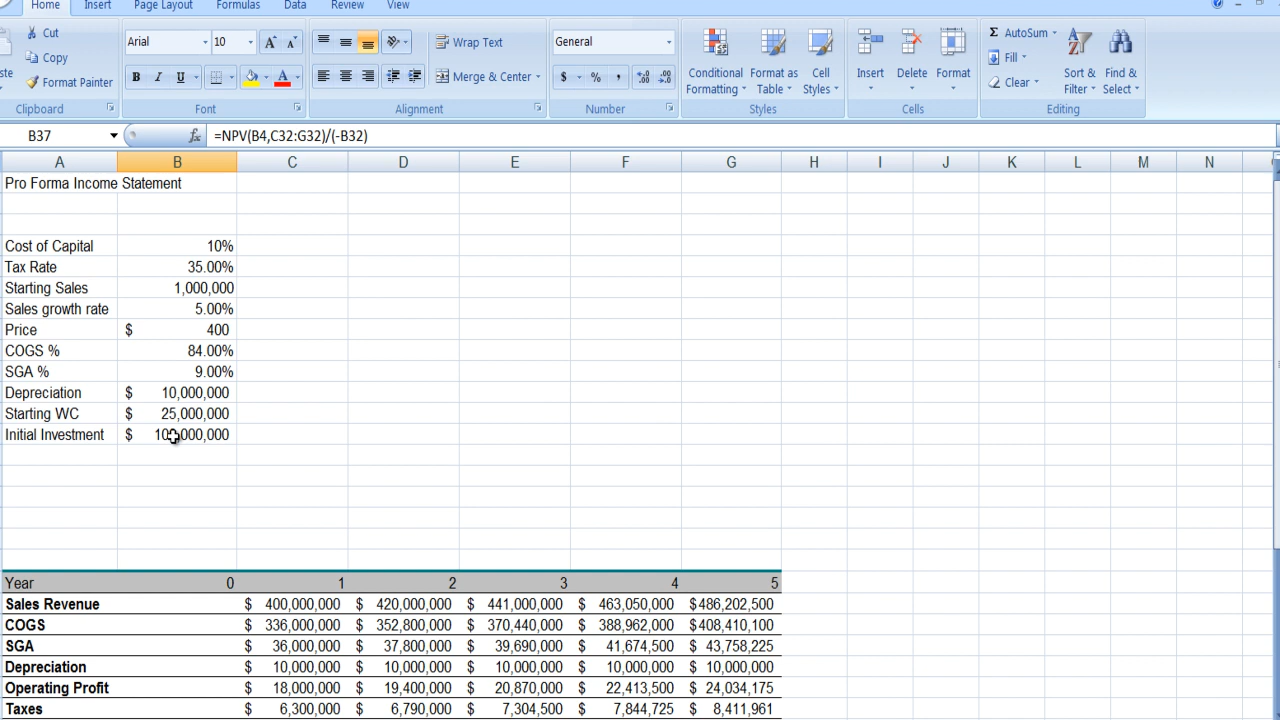 Home Insert Page Layout Formulas Data Review View
Cut
Copy
Format Painter
Clipboard
Arial 10
B I U A
Font
Wrap Text
Merge & Center
Alignment
General
$ % ,
Number
Conditional Formatting
Format as Table
Cell Styles
Styles
Insert
Delete
Format
Cells
Σ AutoSum
Fill
Clear
Sort & Filter
Find & Select
Editing
B37 fx =NPV(B4,C32:G32)/(-B32)
A B C D E F G H I J K L M N
Pro Forma Income Statement
Cost of Capital 10%
Tax Rate 35.00%
Starting Sales 1,000,000
Sales growth rate 5.00%
Price $ 400
COGS % 84.00%
SGA % 9.00%
Depreciation $ 10,000,000
Starting WC $ 25,000,000
Initial Investment $
Year 0 1 2 3 4 5
Sales Revenue $ 400,000,000 $ 420,000,000 $ 441,000,000 $ 463,050,000 $486,202,500
COGS $ 336,000,000 $ 352,800,000 $ 370,440,000 $ 388,962,000 $408,410,100
SGA $ 36,000,000 $ 37,800,000 $ 39,690,000 $ 41,674,500 $ 43,758,225
Depreciation $ 10,000,000 $ 10,000,000 $ 10,000,000 $ 10,000,000 $ 10,000,000
Operating Profit $ 18,000,000 $ 19,400,000 $ 20,870,000 $ 22,413,500 $ 24,034,175
Taxes $ 6,300,000 $ 6,790,000 $ 7,304,500 $ 7,844,725 $ 8,411,961